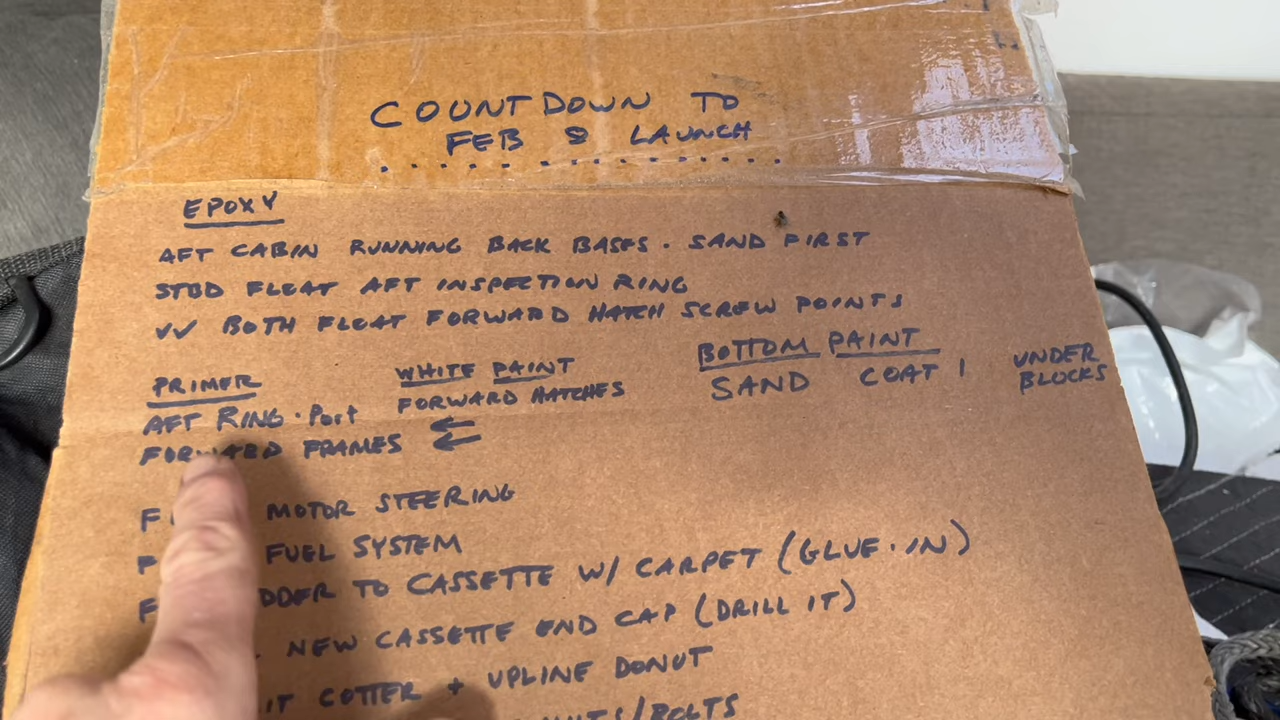 COUNTDOWN TO
FEB 8 LAUNCH
EPOXY
AFT CABIN RUNNING BACK BASES . SAND FIRST
STBD FLOAT AFT INSPECTION RING
VV BOTH FLOAT FORWARD HATCH SCREW POINTS
PRIMER
AFT RING . Port
FORWARD FRAMES
WHITE PAINT
FORWARD HATCHES
BOTTOM PAINT
SAND COAT 1 UNDER
BLOCKS
MOTOR STEERING
FUEL SYSTEM
TO CASSETTE W/ CARPET (GLUE.IN)
NEW CASSETTE END CAP (DRILL IT)
COTTER + UPLINE DONUT
/BOLTS